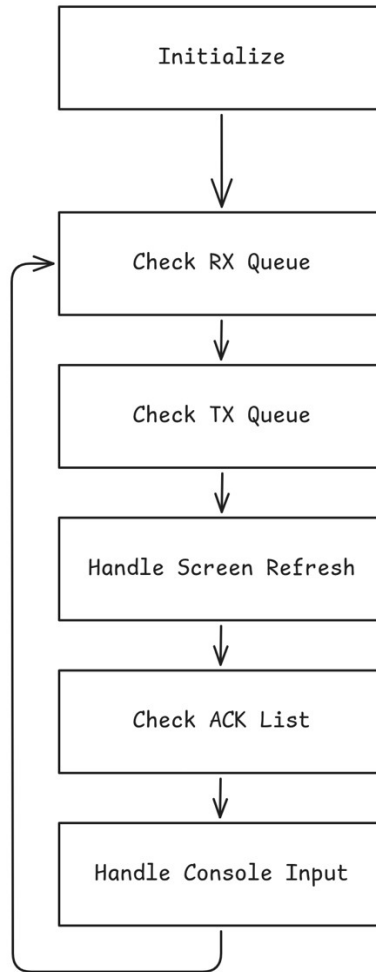 Initialize
Check RX Queue
Check TX Queue
Handle Screen Refresh
Check ACK List
Handle Console Input